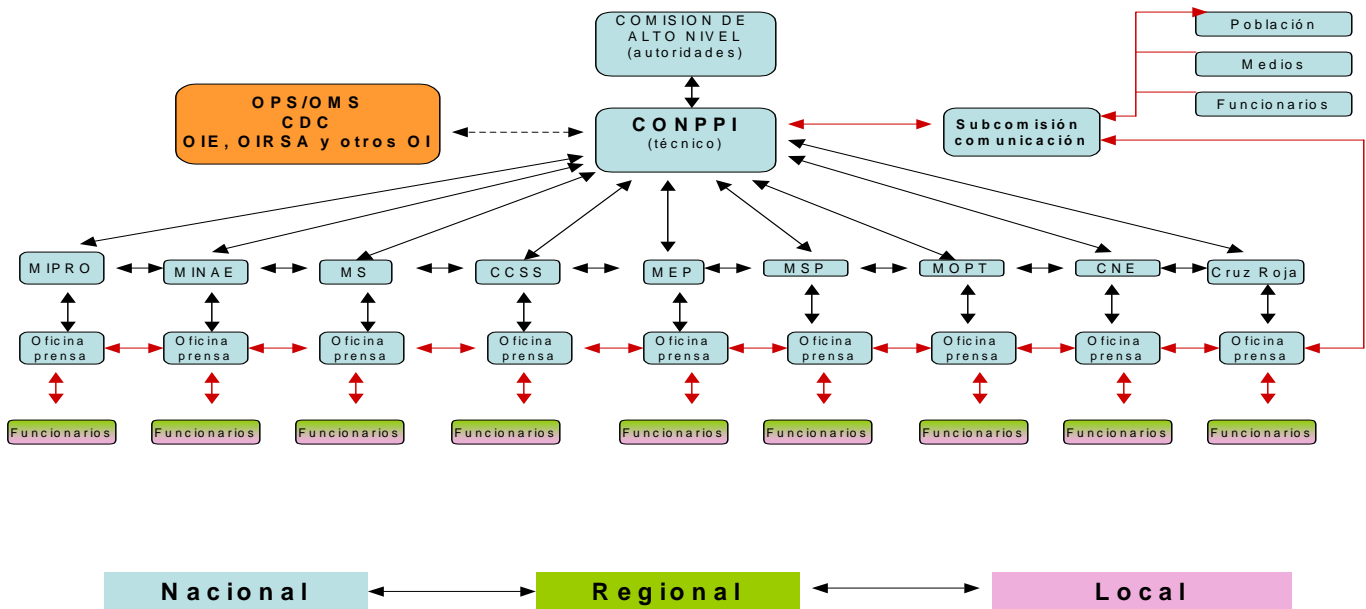 COMISION DE
ALTO NIVEL
(autoridades)
Población
Medios
Funcionarios
OPS/OMS
CDC
OIE, OIRSA y otros OI
CONPPI
(técnico)
Subcomisión
comunicación
MIPRO
MINAE
MS
CCSS
MEP
MSP
MOPT
CNE
Cruz Roja
Oficina
prensa
Oficina
prensa
Oficina
prensa
Oficina
prensa
Oficina
prensa
Oficina
prensa
Oficina
prensa
Oficina
prensa
Oficina
prensa
Funcionarios
Funcionarios
Funcionarios
Funcionarios
Funcionarios
Funcionarios
Funcionarios
Funcionarios
Funcionarios
Nacional
Regional
Local